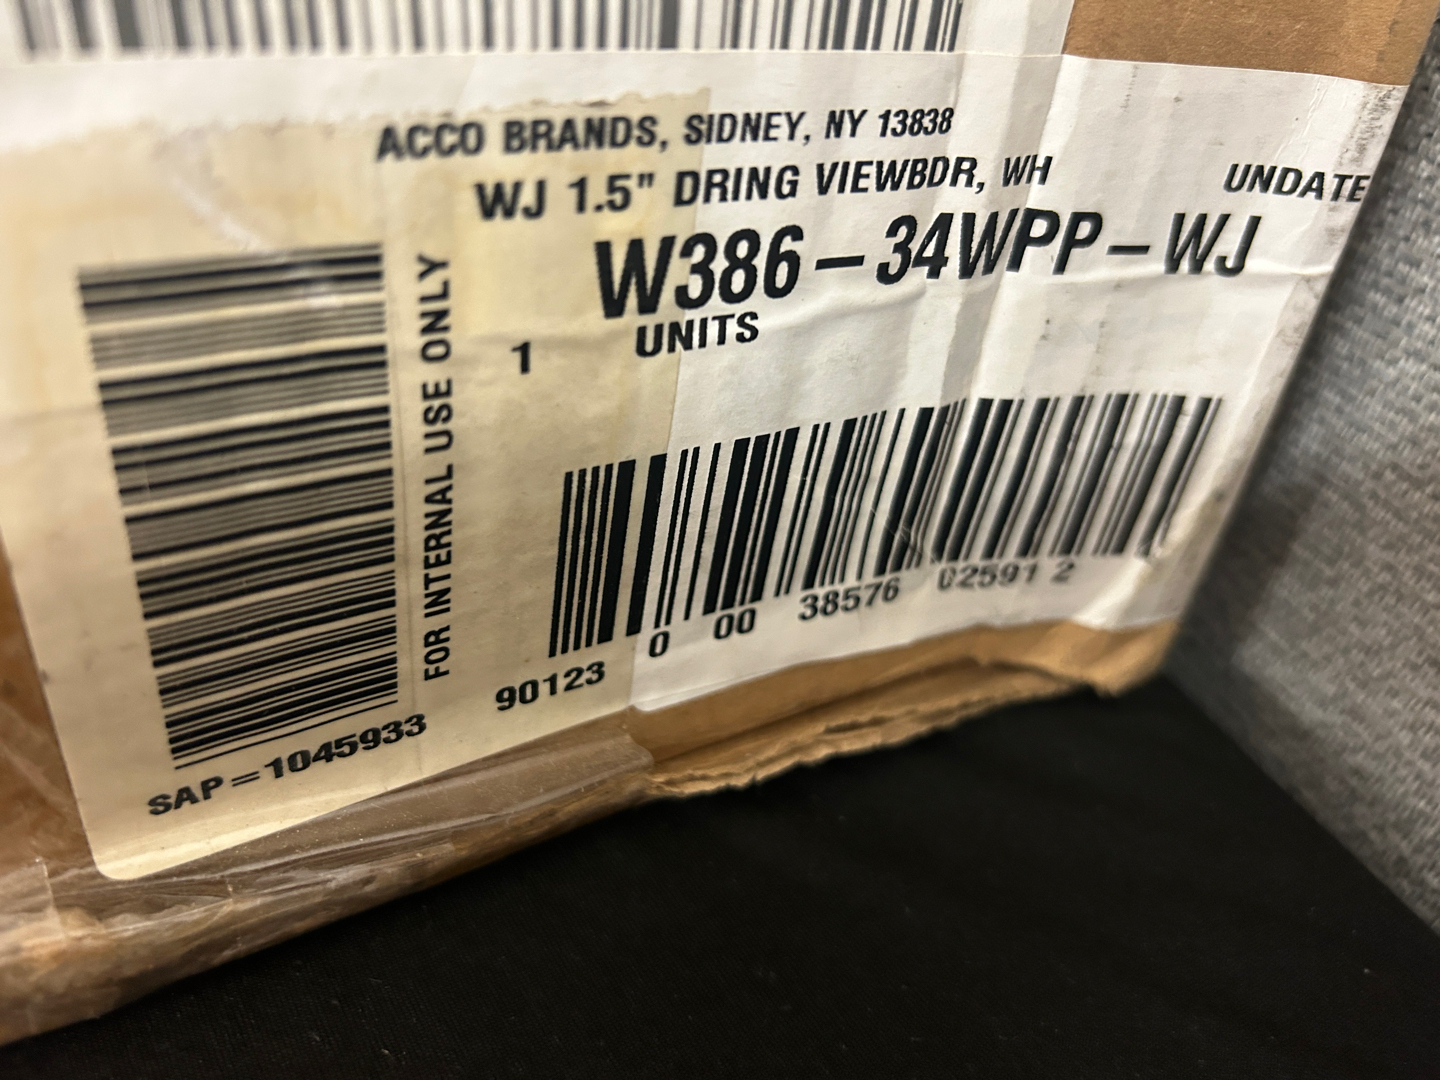 ACCO BRANDS, SIDNEY, NY 13838
WJ 1.5" DRING VIEWBDR, WH
UNDATE
W386-34WPP-WJ
1 UNITS
FOR INTERNAL USE ONLY
0 00 38576 02591 2
90123
SAP=1045933